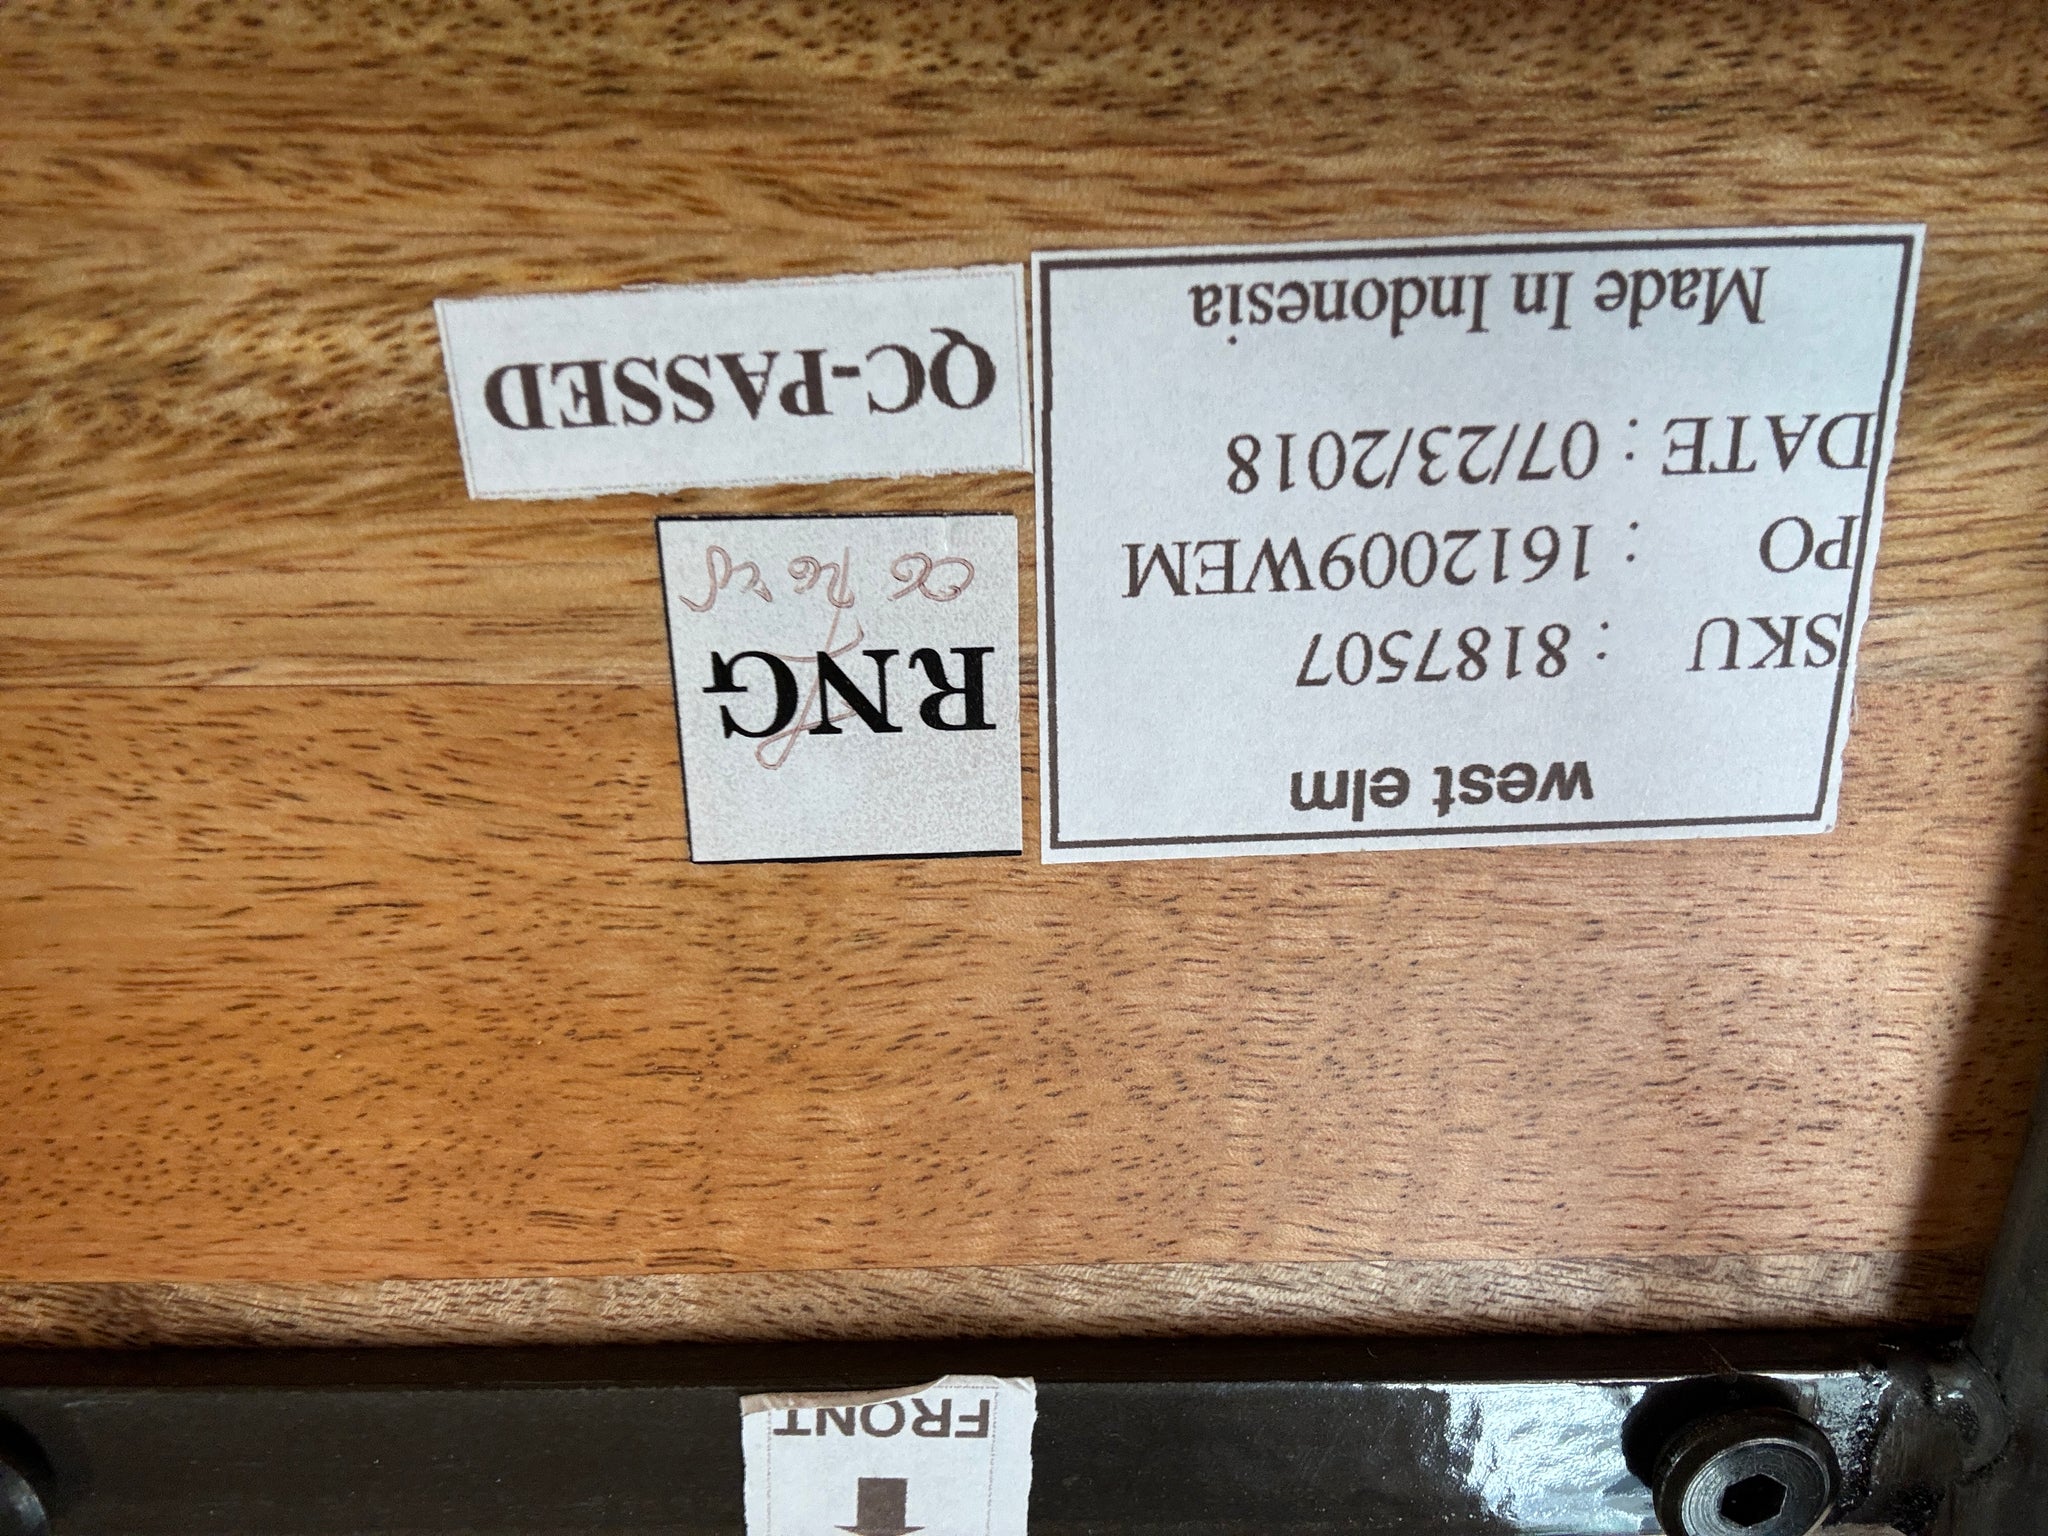 west elm
SKU : 8187507
PO : 1612009WEM
DATE : 07/23/2018
Made In Indonesia
RNG
QC-PASSED
FRONT